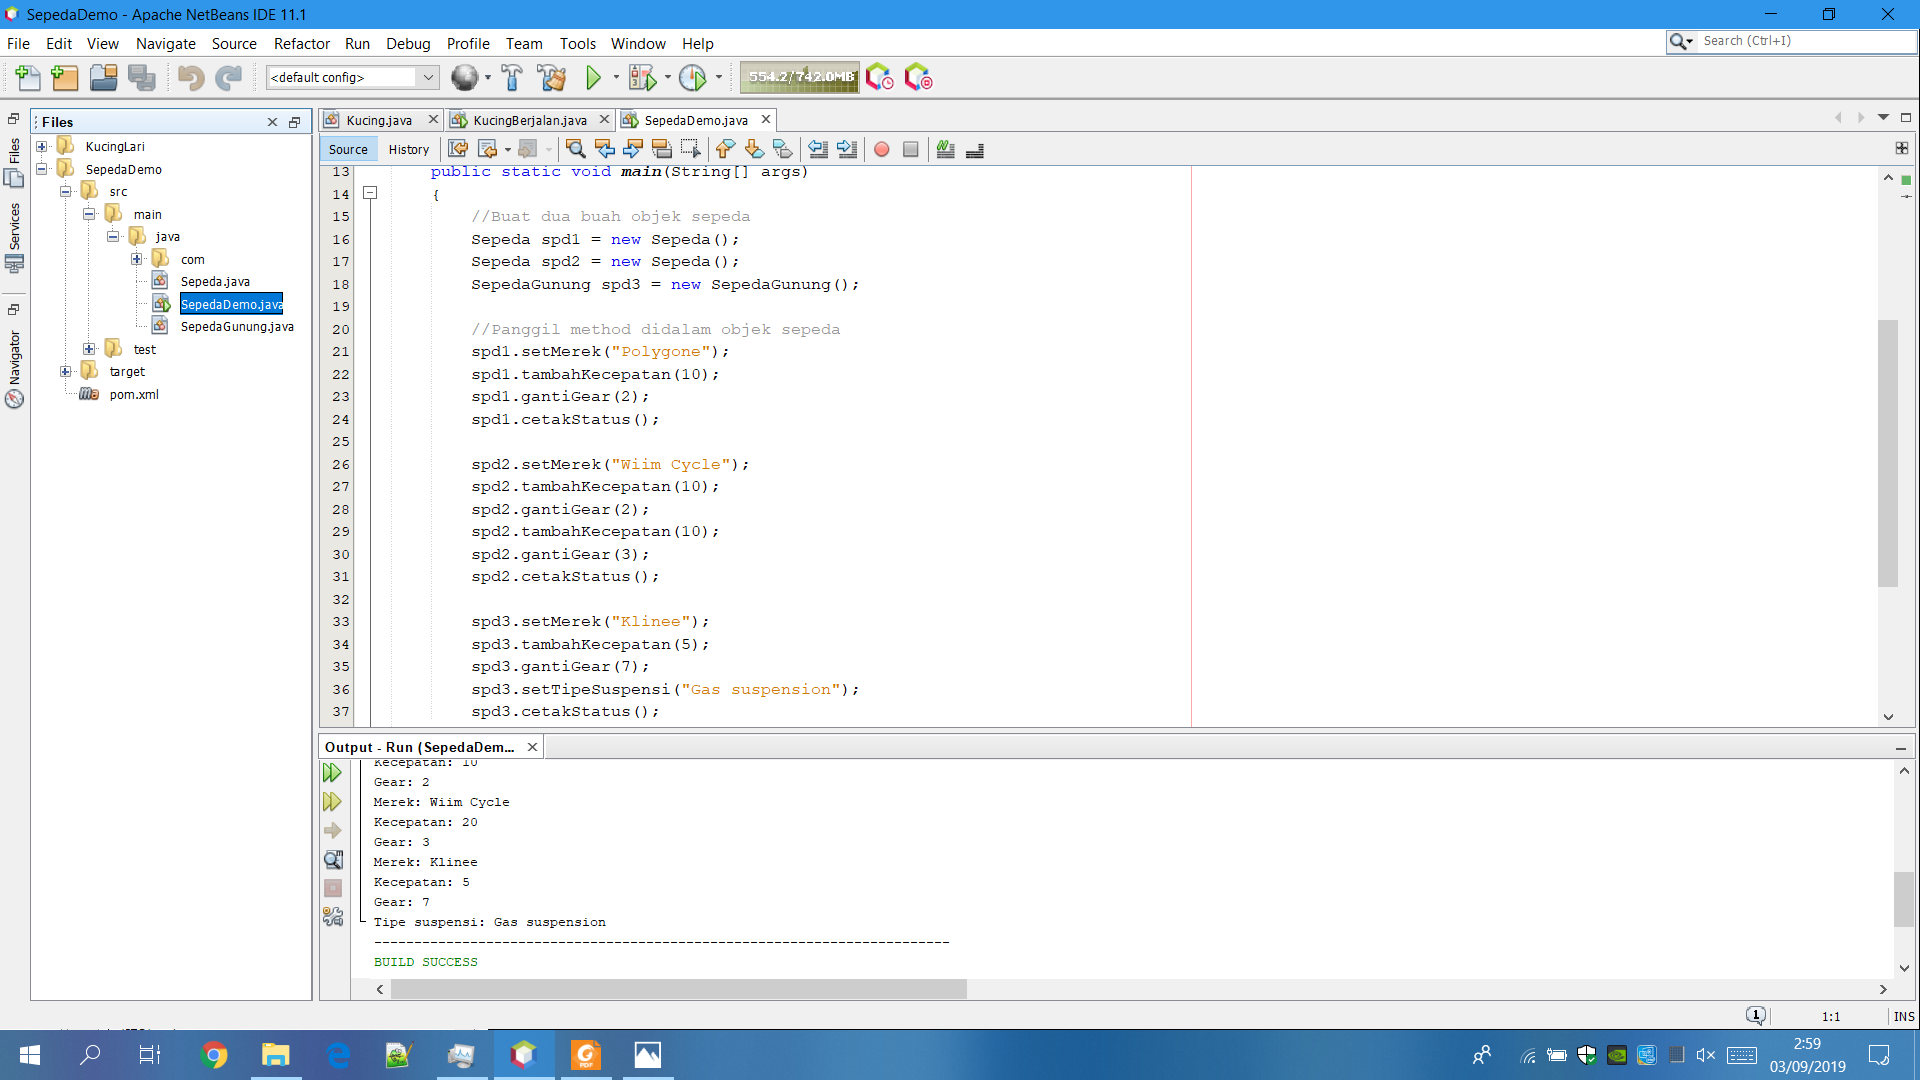 SepedaDemo - Apache NetBeans IDE 11.1
File Edit View Navigate Source Refactor Run Debug Profile Team Tools Window Help
Search (Ctrl+I)
<default config>
554.2/742.0MB
Files
Services
Navigator
Files
KucingLari
SepedaDemo
src
main
java
com
Sepeda.java
SepedaDemo.java
SepedaGunung.java
test
target
pom.xml
Kucing.java
KucingBerjalan.java
SepedaDemo.java
Source History
13 public static void main(String[] args)
14 {
15 //Buat dua buah objek sepeda
16 Sepeda spd1 = new Sepeda();
17 Sepeda spd2 = new Sepeda();
18 SepedaGunung spd3 = new SepedaGunung();
19
20 //Panggil method didalam objek sepeda
21 spd1.setMerek("Polygone");
22 spd1.tambahKecepatan(10);
23 spd1.gantiGear(2);
24 spd1.cetakStatus();
25
26 spd2.setMerek("Wiim Cycle");
27 spd2.tambahKecepatan(10);
28 spd2.gantiGear(2);
29 spd2.tambahKecepatan(10);
30 spd2.gantiGear(3);
31 spd2.cetakStatus();
32
33 spd3.setMerek("Klinee");
34 spd3.tambahKecepatan(5);
35 spd3.gantiGear(7);
36 spd3.setTipeSuspensi("Gas suspension");
37 spd3.cetakStatus();
Output - Run (SepedaDem...
Kecepatan: 10
Gear: 2
Merek: Wiim Cycle
Kecepatan: 20
Gear: 3
Merek: Klinee
Kecepatan: 5
Gear: 7
Tipe suspensi: Gas suspension
------------------------------------------------------------------------
BUILD SUCCESS
1
1:1
INS
2:59
03/09/2019